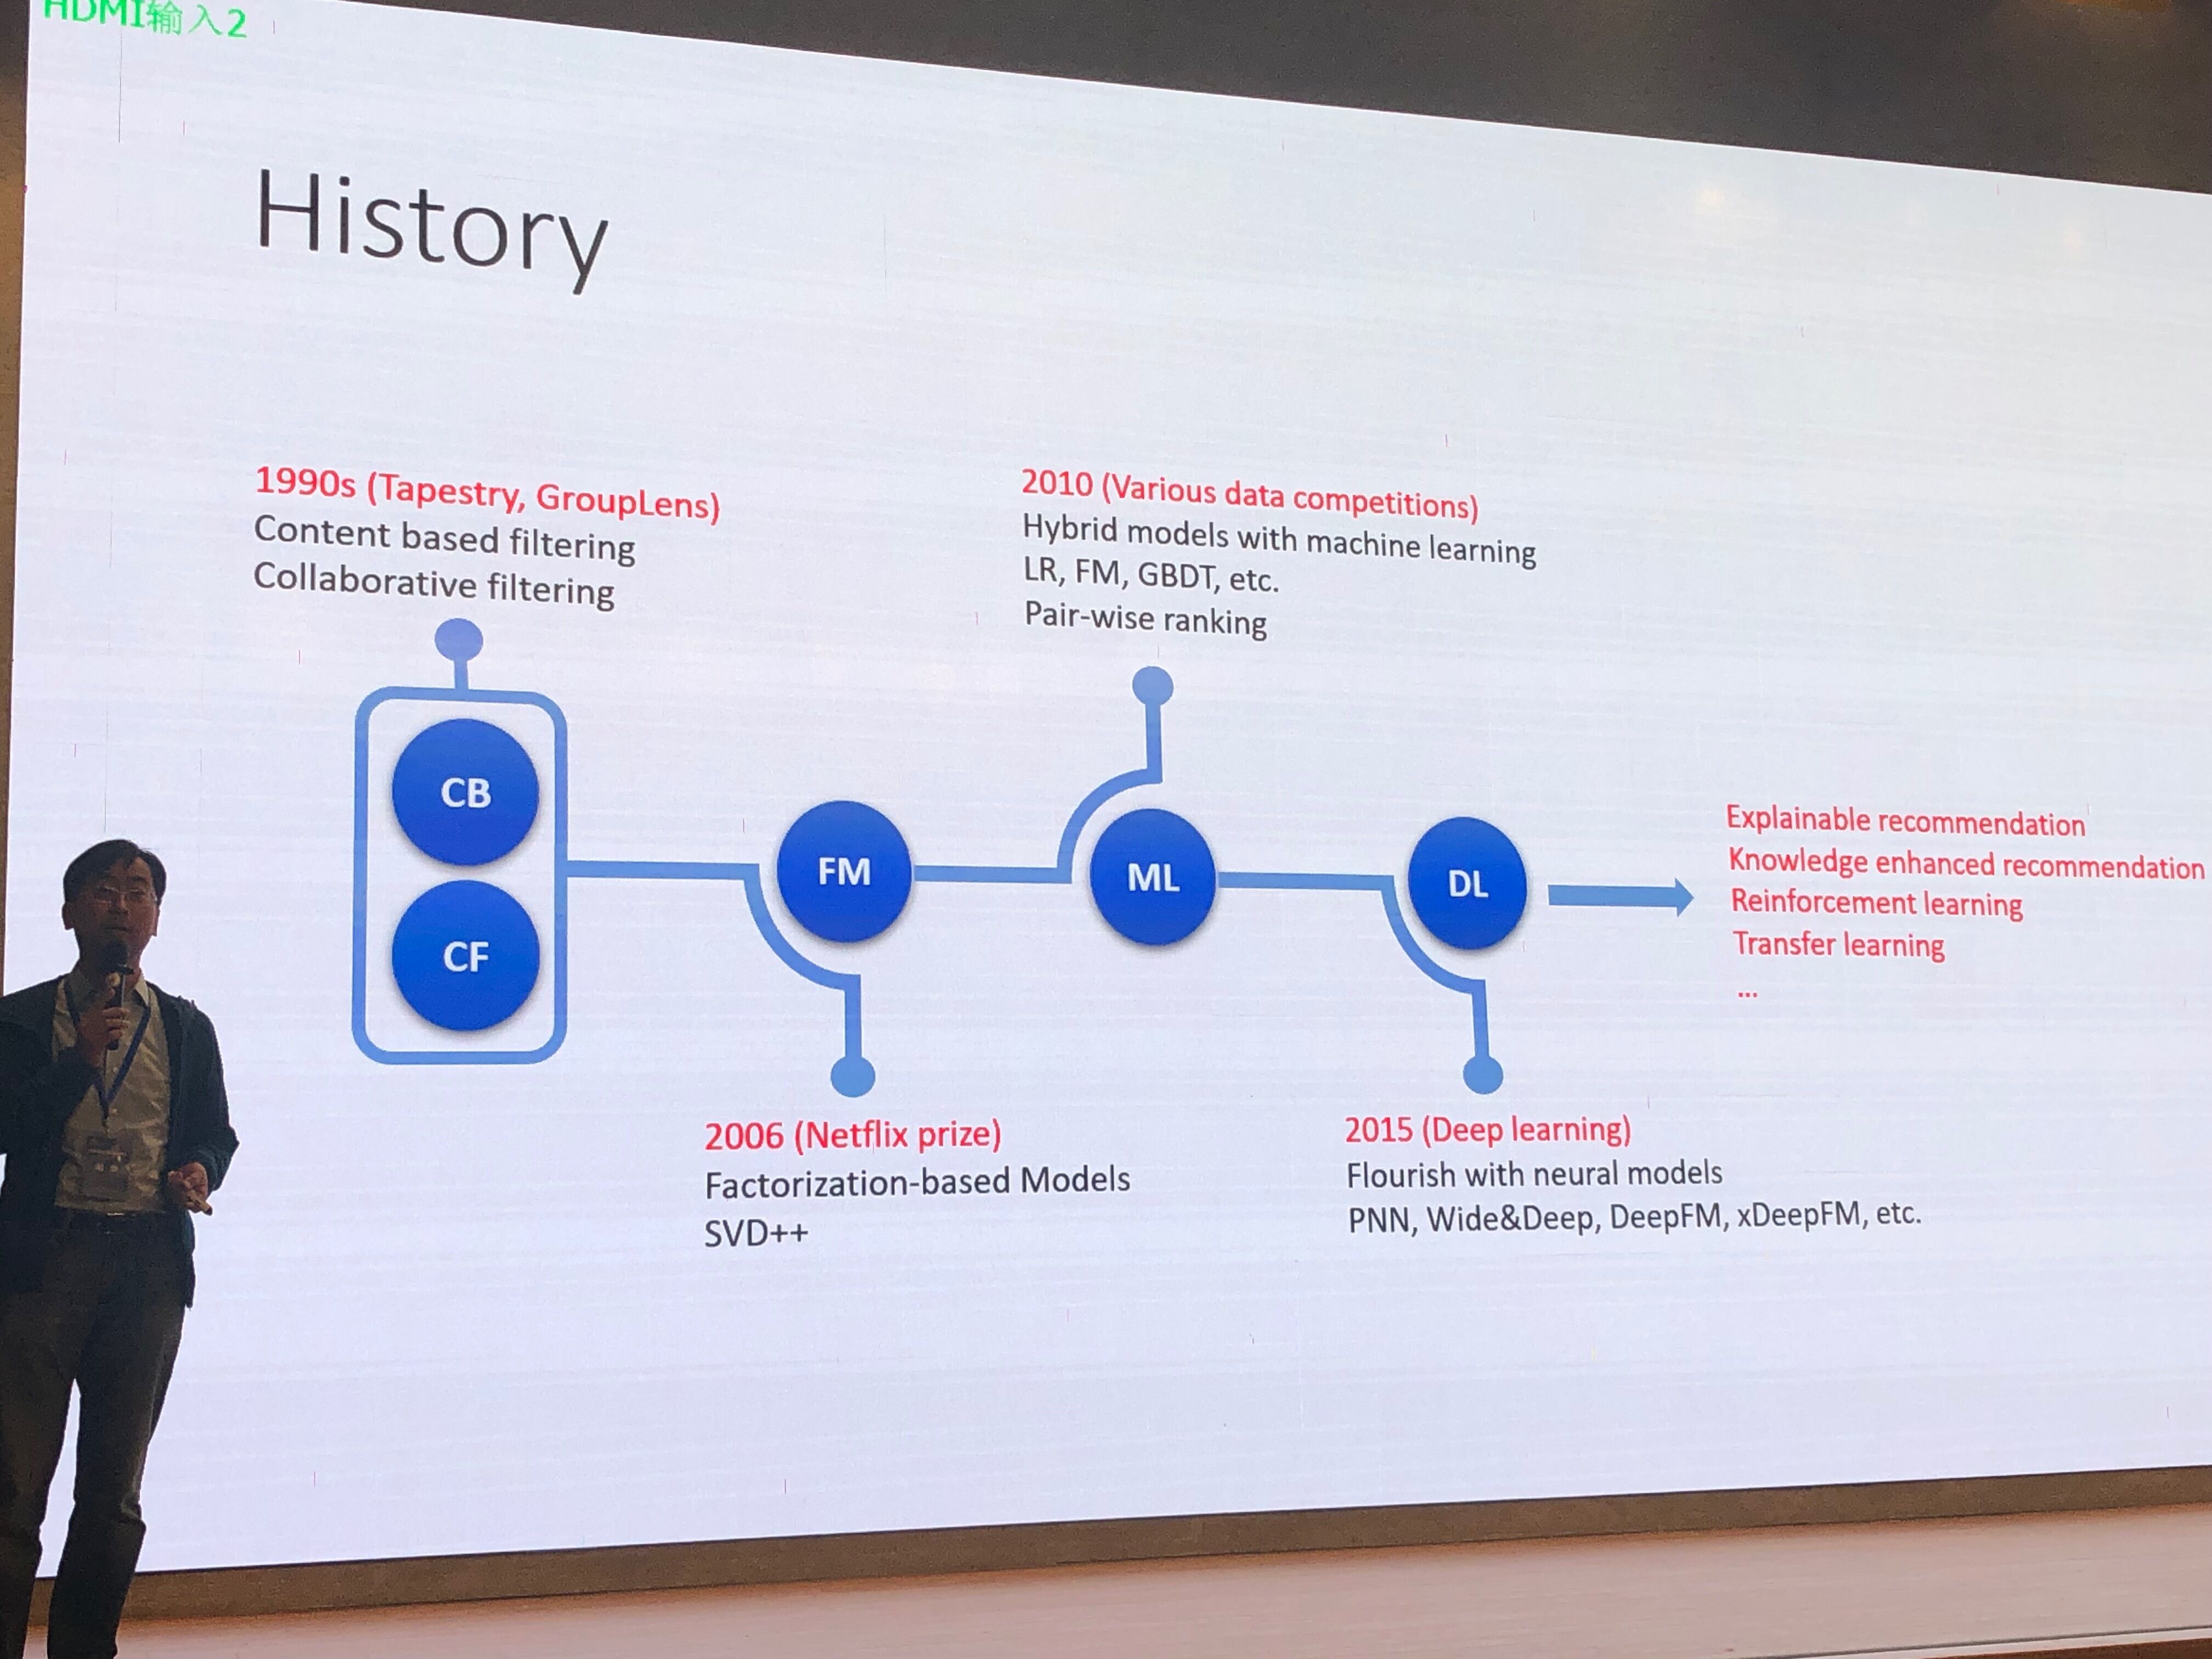 HDMI输入2
History
1990s (Tapestry, GroupLens)
Content based filtering
Collaborative filtering
2010 (Various data competitions)
Hybrid models with machine learning
LR, FM, GBDT, etc.
Pair-wise ranking
CB
CF
FM
ML
DL
Explainable recommendation
Knowledge enhanced recommendation
Reinforcement learning
Transfer learning
...
2006 (Netflix prize)
Factorization-based Models
SVD++
2015 (Deep learning)
Flourish with neural models
PNN, Wide&Deep, DeepFM, xDeepFM, etc.